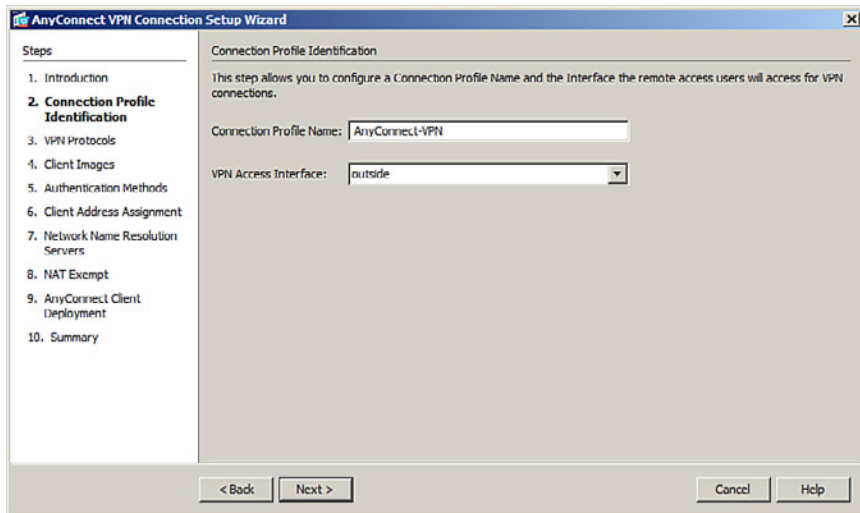 AnyConnect VPN Connection Setup Wizard
Steps
1. Introduction
2. Connection Profile
Identification
3. VPN Protocols
4. Client Images
5. Authentication Methods
6. Client Address Assignment
7. Network Name Resolution
Servers
8. NAT Exempt
9. AnyConnect Client
Deployment
10. Summary
Connection Profile Identification
This step allows you to configure a Connection Profile Name and the Interface the remote access users will access for VPN
connections.
Connection Profile Name: AnyConnect-VPN
VPN Access Interface: outside
< Back Next > Cancel Help